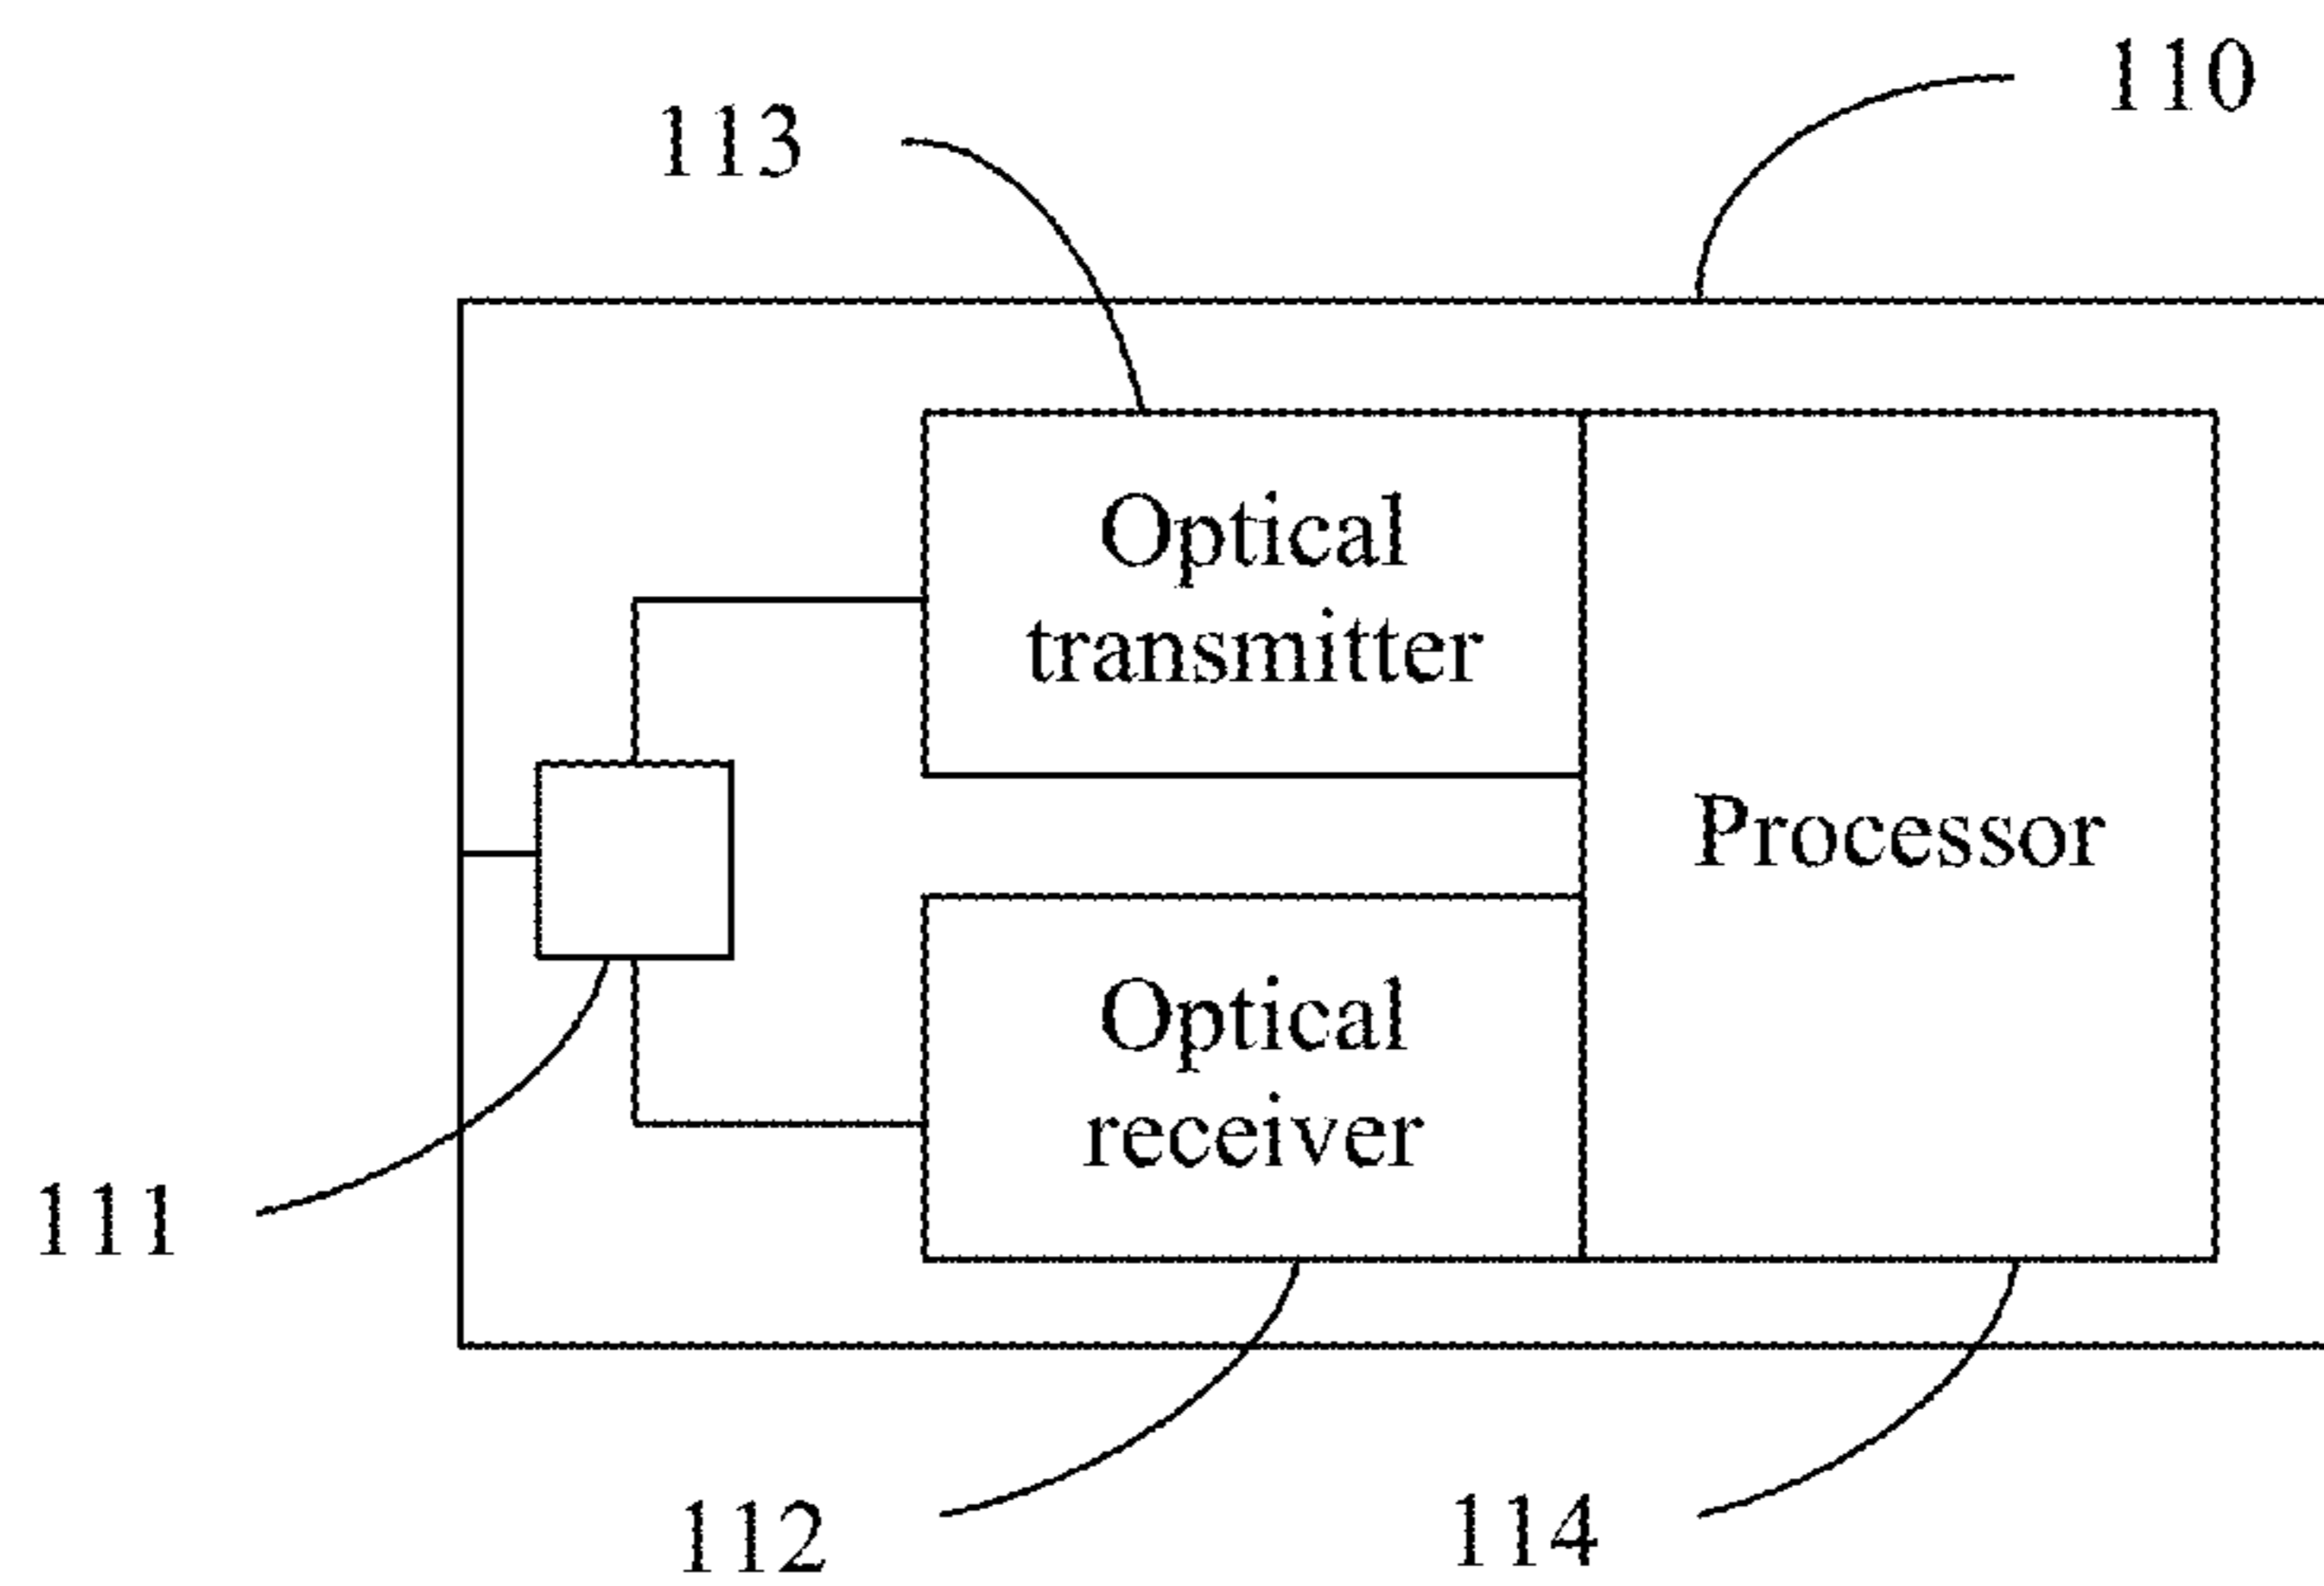 110
113
Optical
transmitter
Processor
Optical
receiver
111
112
114